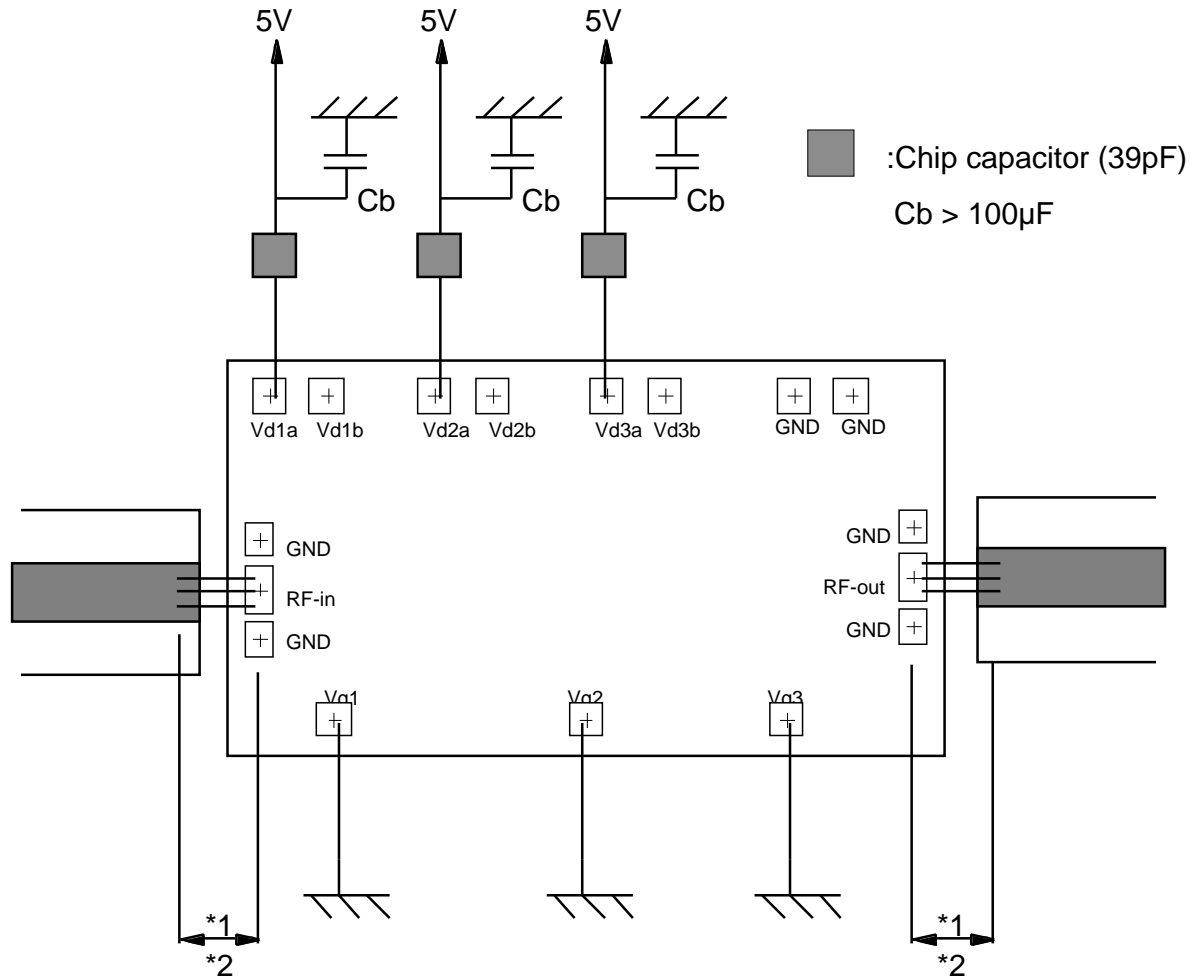 5V 5V 5V
:Chip capacitor (39pF)
Cb Cb Cb
Cb > 100µF
Vd1a Vd1b Vd2a Vd2b Vd3a Vd3b GND GND
GND
GND
RF-in
RF-out
GND
GND
Vg1 Vg2 Vg3
*1
*2
*1
*2